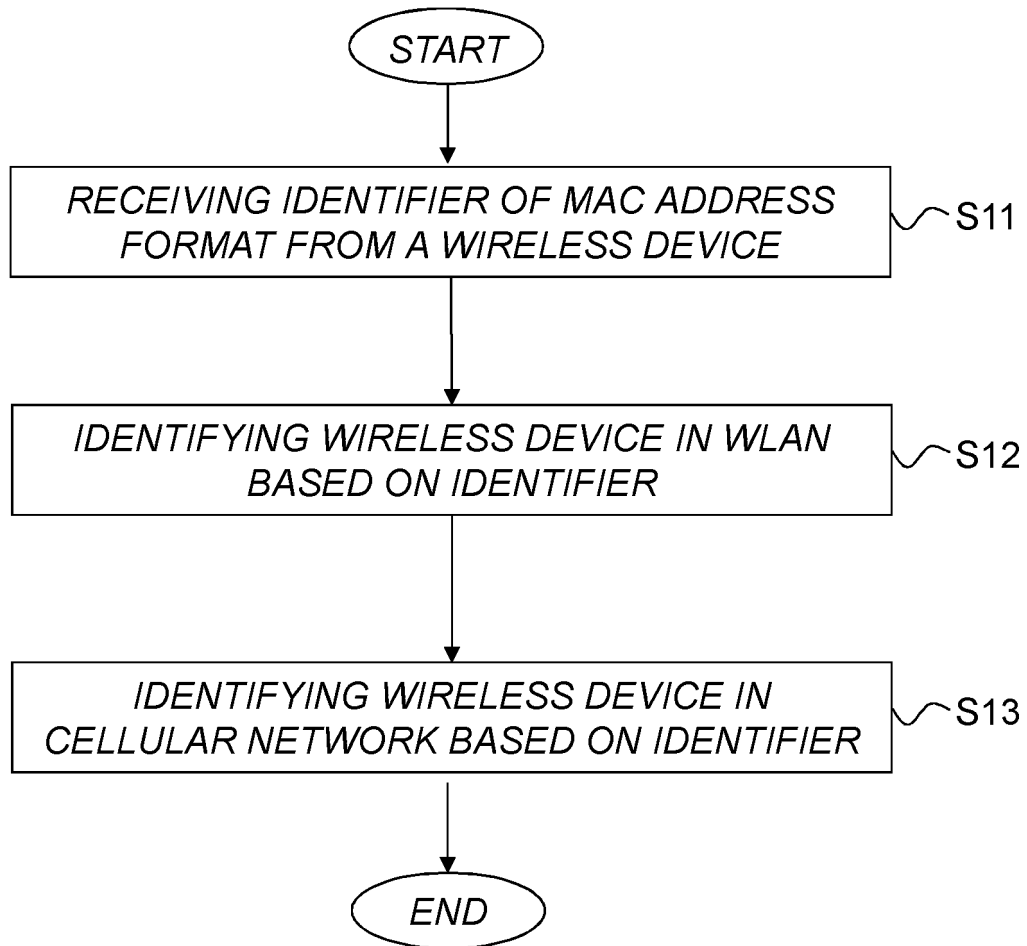 START
RECEIVING IDENTIFIER OF MAC ADDRESS
FORMAT FROM A WIRELESS DEVICE
S11
IDENTIFYING WIRELESS DEVICE IN WLAN
BASED ON IDENTIFIER
S12
IDENTIFYING WIRELESS DEVICE IN
CELLULAR NETWORK BASED ON IDENTIFIER
S13
END